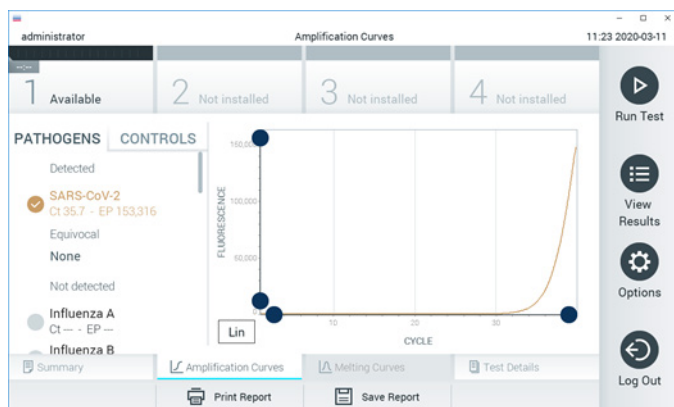 administrator
Amplification Curves
11:23 2020-03-11
1 Available
2 Not installed
3 Not installed
4 Not installed
Run Test
PATHOGENS
CONTROLS
Detected
SARS-CoV-2
Ct 35.7 - EP 153,316
Equivocal
None
Not detected
Influenza A
Ct --- - EP ---
Influenza B
FLUORESCENCE
150,000
100,000
50,000
0
10
20
30
CYCLE
Lin
View
Results
Options
Log Out
Summary
Amplification Curves
Melting Curves
Test Details
Print Report
Save Report